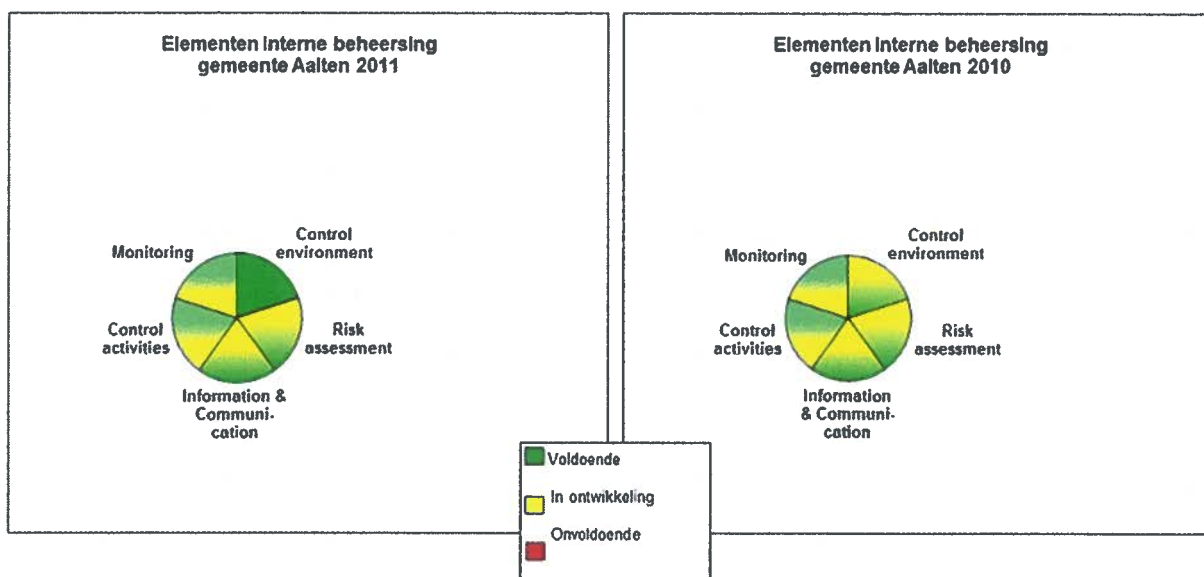 Elementen interne beheersing
gemeente Aalten 2011
Control
environment
Monitoring
Control
activities
Risk
assessment
Information &
Communi-
cation
Elementen interne beheersing
gemeente Aalten 2010
Control
environment
Monitoring
Control
activities
Risk
assessment
Information
& Communi-
cation
Voldoende
In ontwikkeling
Onvoldoende